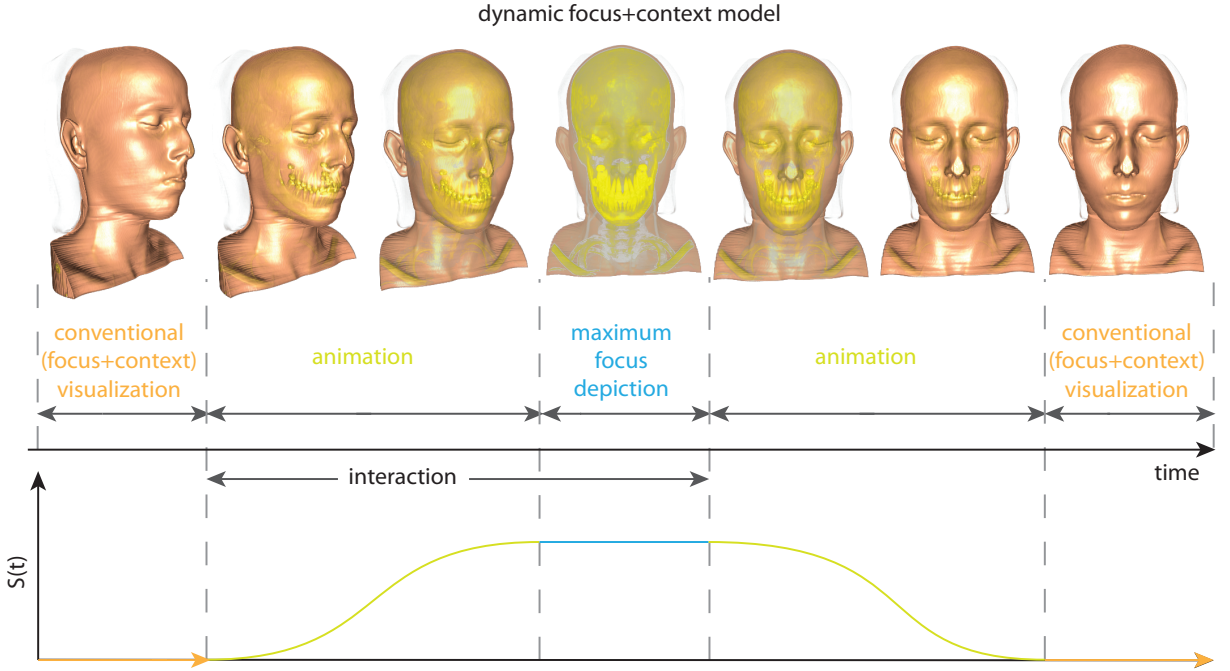 dynamic focus+context model
conventional
(focus+context)
visualization
animation
maximum
focus
depiction
animation
conventional
(focus+context)
visualization
time
interaction
S(t)